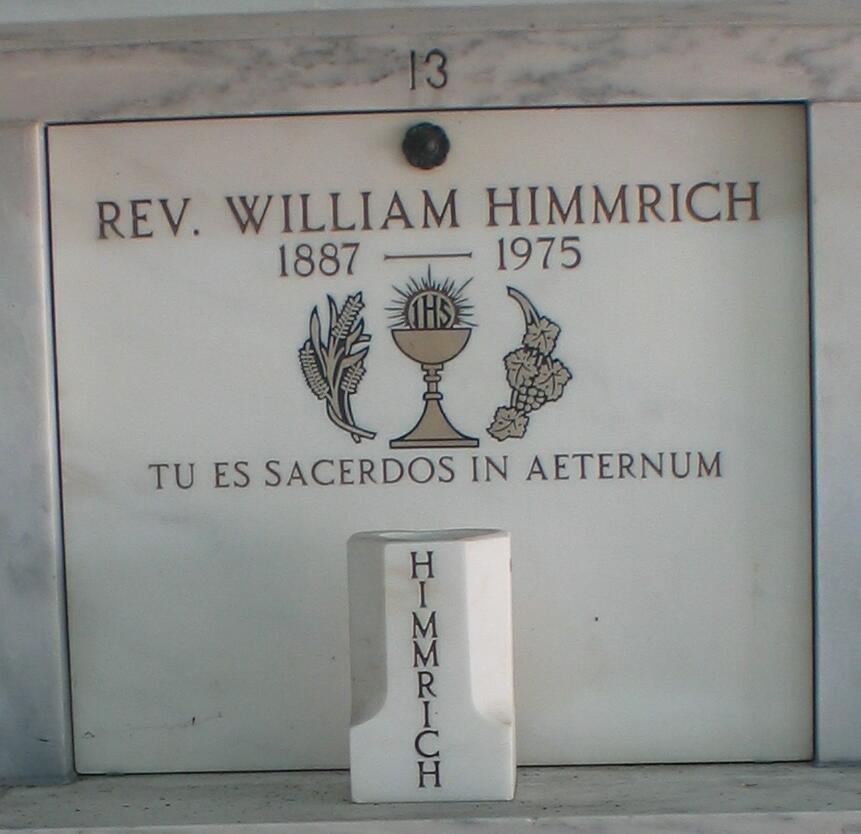 13
REV. WILLIAM HIMMRICH
1887 — 1975
IHS
TU ES SACERDOS IN AETERNUM
HIMMRICH